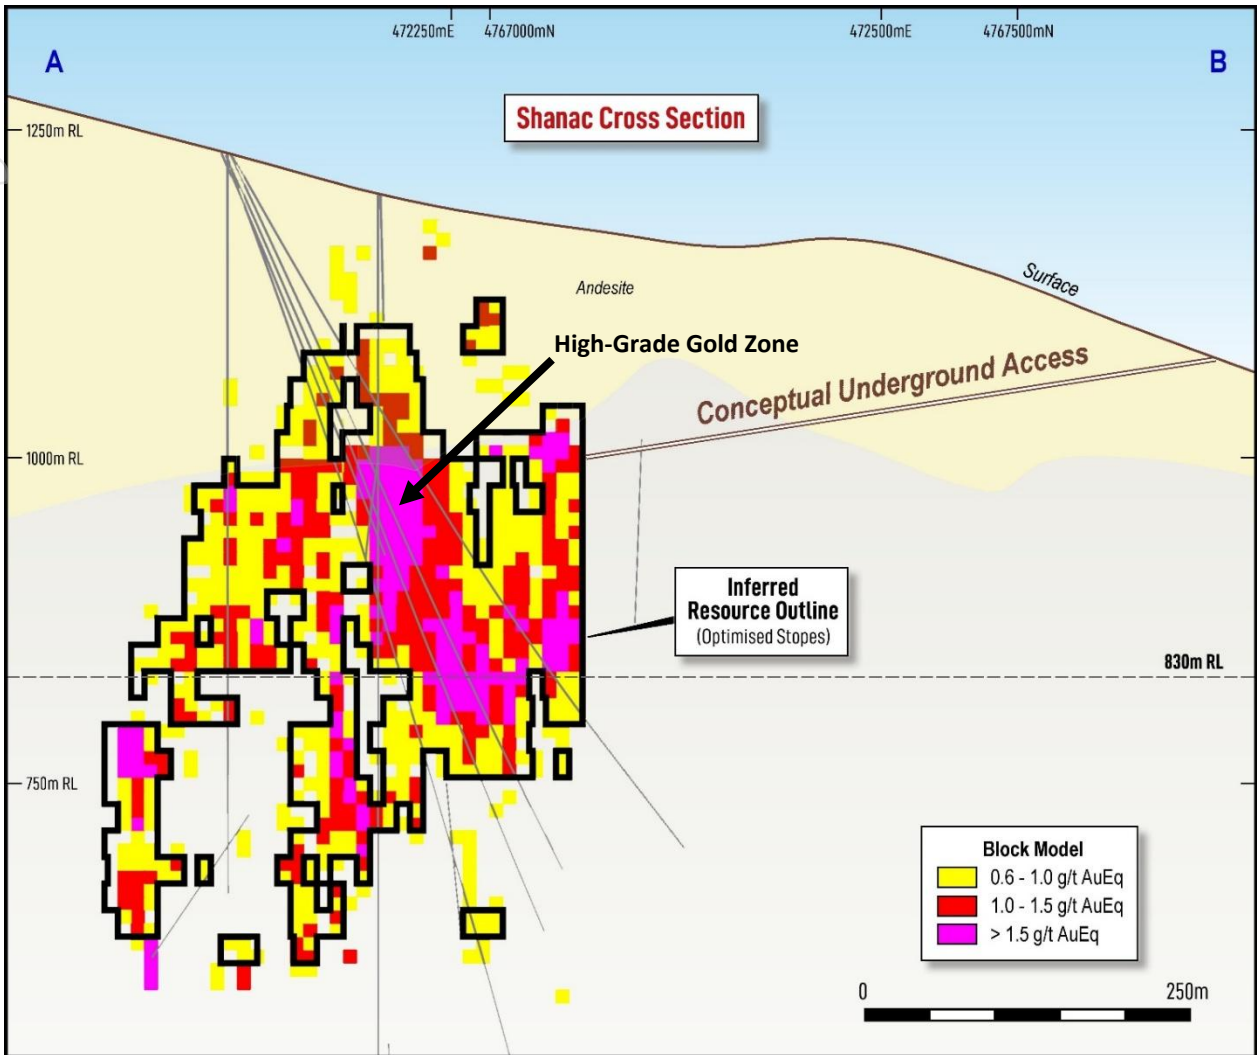 472250mE
4767000mN
472500mE
4767500mN
A
B
Shanac Cross Section
1250m RL
Surface
Andesite
High-Grade Gold Zone
Conceptual Underground Access
1000m RL
Inferred
Resource Outline
(Optimised Stopes)
830m RL
750m RL
Block Model
0.6 - 1.0 g/t AuEq
1.0 - 1.5 g/t AuEq
> 1.5 g/t AuEq
0
250m